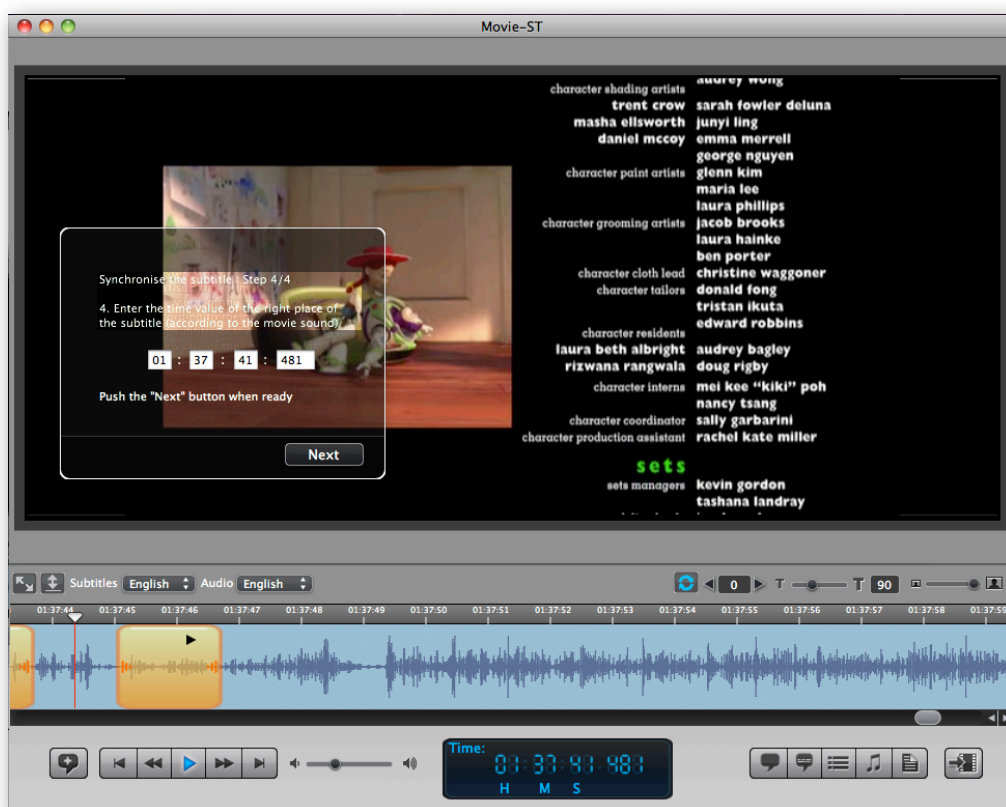 Movie-ST
audrey wong
character shading artists
trent crow sarah fowler deluna
masha ellsworth junyi ling
daniel mccoy emma merrell
george nguyen
character paint artists glenn kim
maria lee
laura phillips
character grooming artists jacob brooks
laura hainke
ben porter
character cloth lead christine waggoner
character tailors donald fong
tristan ikuta
edward robbins
character residents
laura beth albright audrey bagley
rizwana rangwala doug rigby
character interns mei kee “kiki” poh
nancy tsang
character coordinator sally garbarini
character production assistant rachel kate miller
sets
sets managers kevin gordon
tashana landray
Synchronise the subtitle: Step 4/4
4. Enter the time value of the right place of
the subtitle (according to the movie sound)
01 : 37 : 41 : 481
Push the "Next" button when ready
Next
Subtitles English Audio English 0 T T 90
01:37:44 01:37:45 01:37:46 01:37:47 01:37:48 01:37:49 01:37:50 01:37:51 01:37:52 01:37:53 01:37:54 01:37:55 01:37:56 01:37:57 01:37:58 01:37:59
Time:
01:37:41.481
H M S